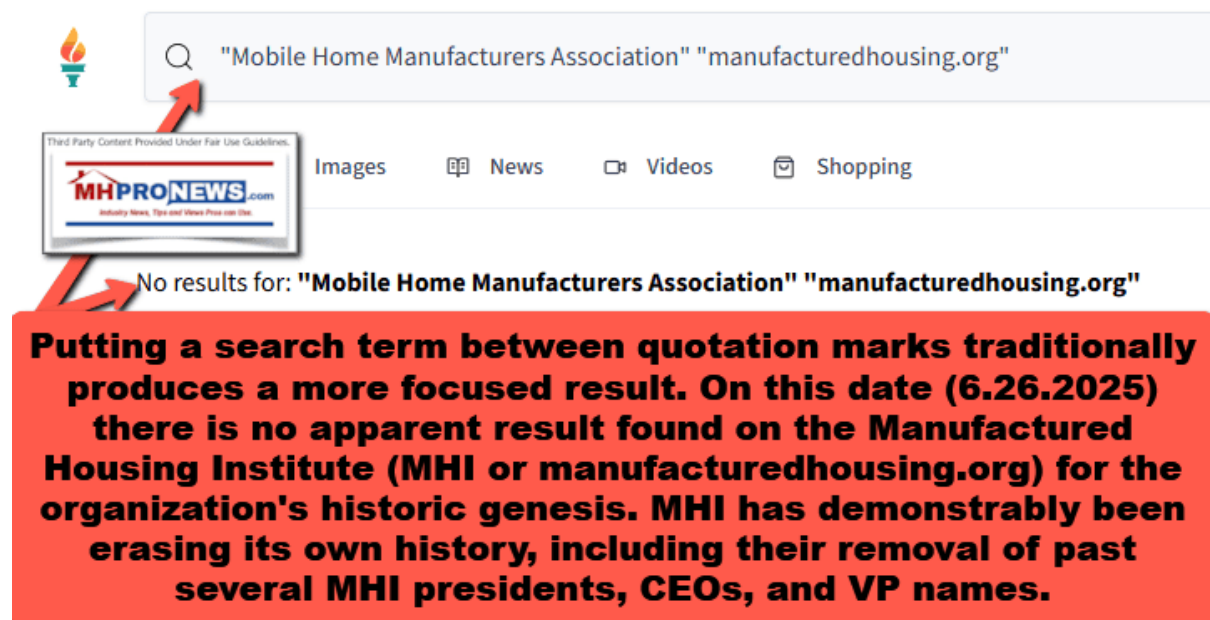 "Mobile Home Manufacturers Association" "manufacturedhousing.org"
Third Party Content Provided Under Fair Use Guidelines.
MHPRONEWS.com
Industry News, Tips and Views Pros can Use.
Images News Videos Shopping
No results for: "Mobile Home Manufacturers Association" "manufacturedhousing.org"
Putting a search term between quotation marks traditionally
produces a more focused result. On this date (6.26.2025)
there is no apparent result found on the Manufactured
Housing Institute (MHI or manufacturedhousing.org) for the
organization's historic genesis. MHI has demonstrably been
erasing its own history, including their removal of past
several MHI presidents, CEOs, and VP names.